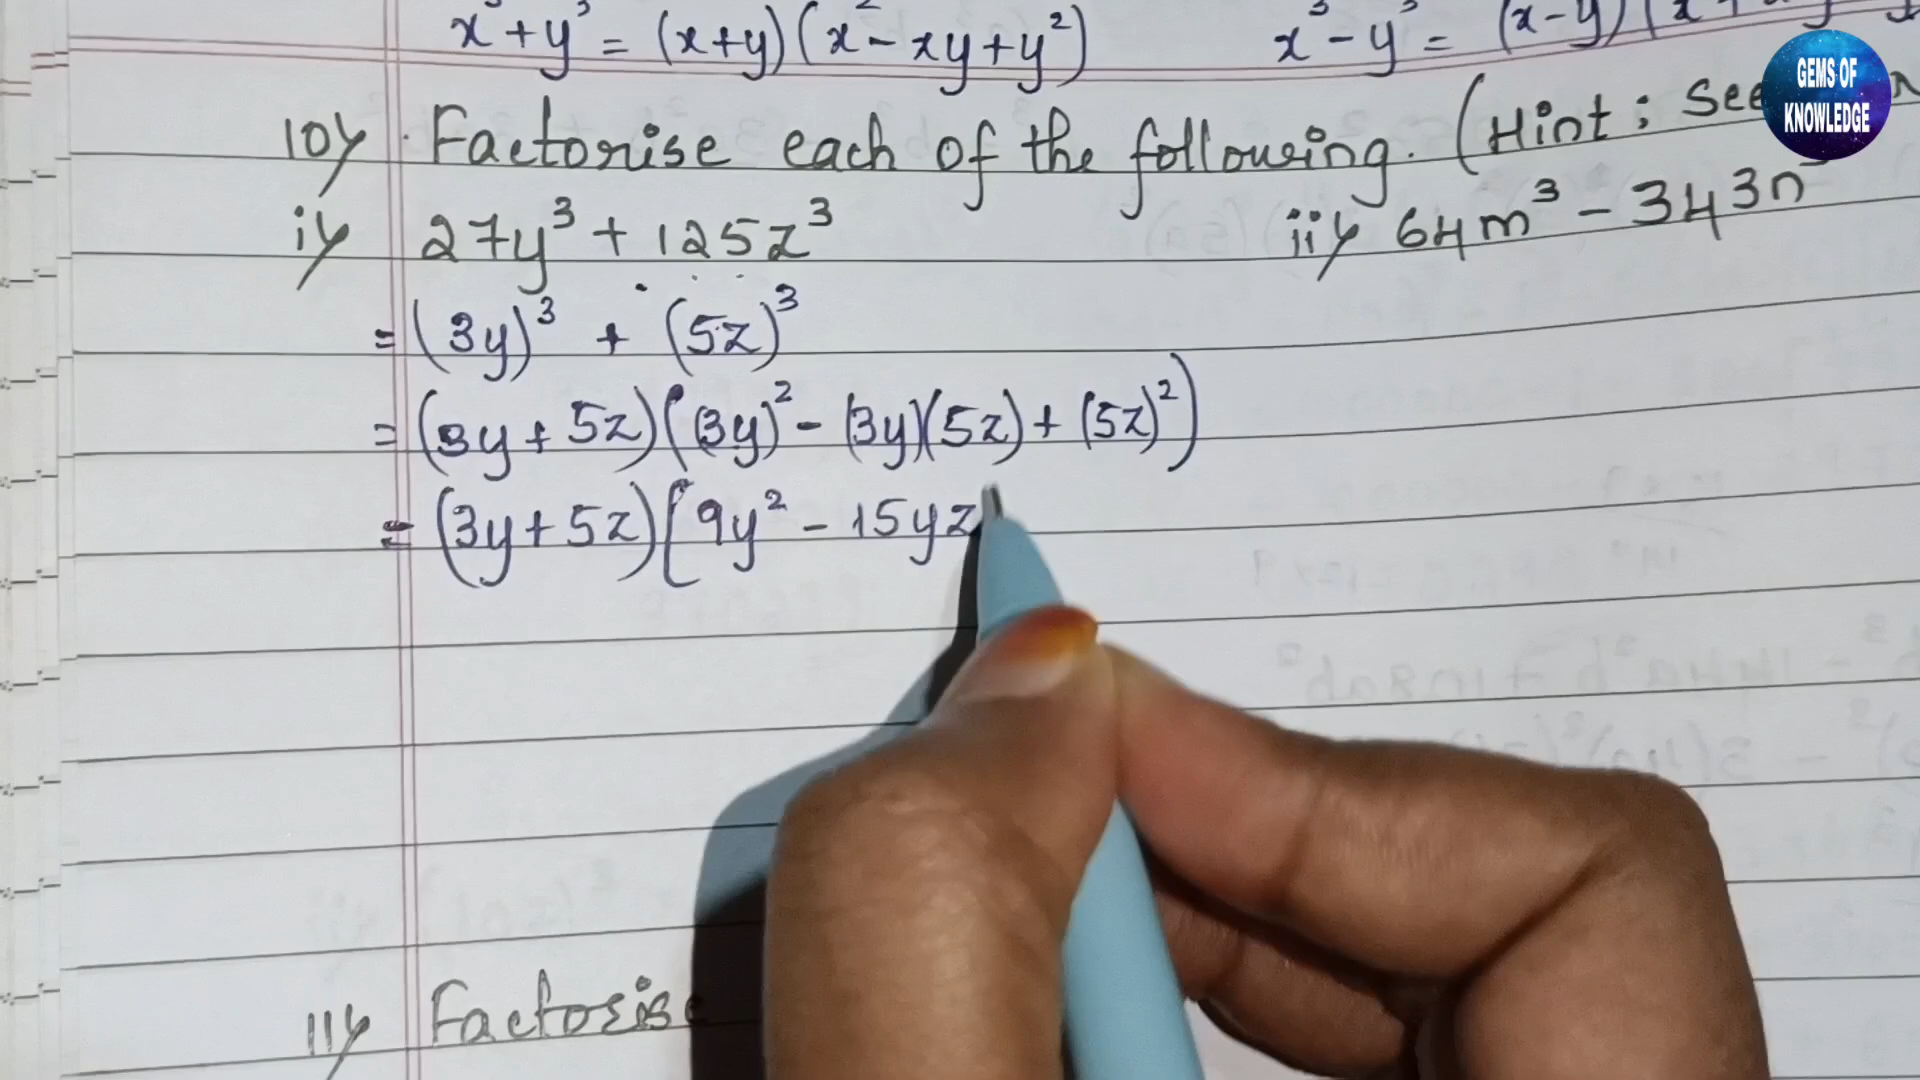 x³+y³ = (x+y)(x²-xy+y²) x³-y³ = (x-y)
GEMS OF
KNOWLEDGE
10) Factorise each of the following. (Hint: See
i) 27y³ + 125z³ ii) 64m³ - 343n³
= (3y)³ + (5z)³
= (3y + 5z)((3y)² - (3y)(5z) + (5z)²)
= (3y + 5z)[9y² - 15yz
11) Factorise